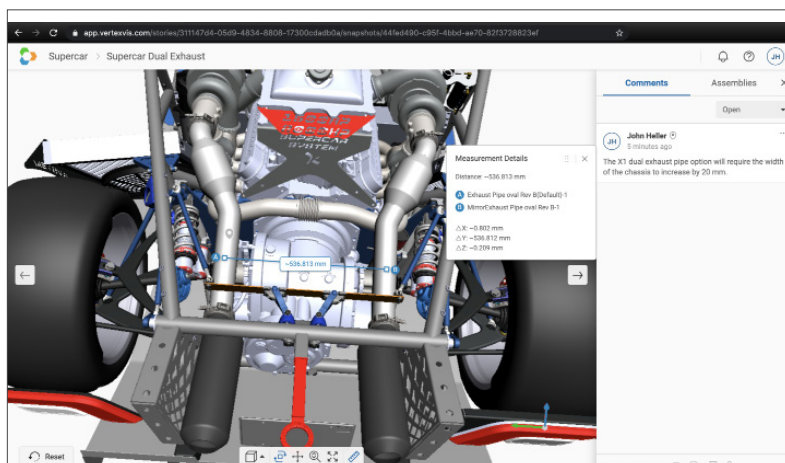 app.vertexvis.com/stories/311147d4-05d9-4834-8808-17300cdadb0a/snapshots/44fed490-c95f-4bbd-ae70-82f3728823ef
Supercar > Supercar Dual Exhaust
JH
Comments
Assemblies
Open
JH
John Heller
5 minutes ago
The X1 dual exhaust pipe option will require the width
of the chassis to increase by 20 mm.
SUPERCAR
SYSTEM
Measurement Details
Distance: ~536.813 mm
A Exhaust Pipe oval Rev B(Default)-1
B MirrorExhaust Pipe oval Rev B-1
△X: ~0.802 mm
△Y: ~536.812 mm
△Z: ~0.209 mm
A
~536.813 mm
B
Reset